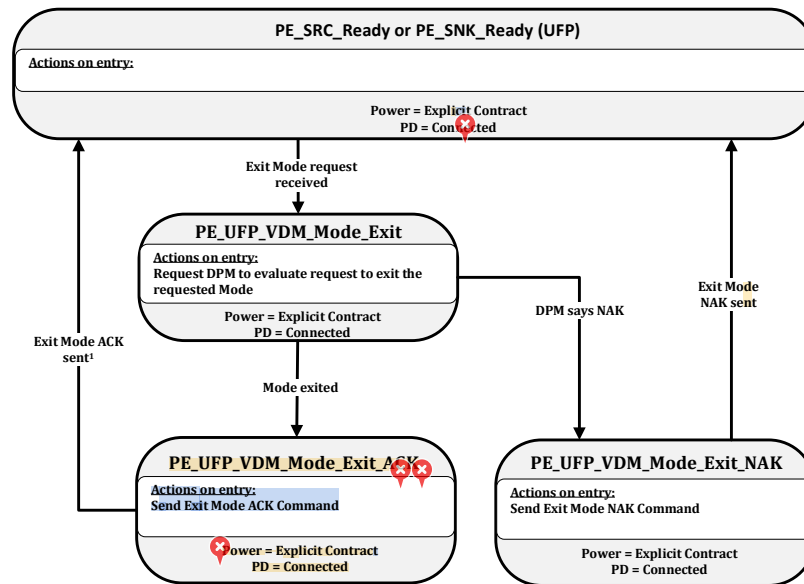 PE_SRC_Ready or PE_SNK_Ready (UFP)
Actions on entry:
Power = Explicit Contract
PD = Connected
Exit Mode request
received
PE_UFP_VDM_Mode_Exit
Actions on entry:
Request DPM to evaluate request to exit the
requested Mode
Power = Explicit Contract
PD = Connected
DPM says NAK
Exit Mode
NAK sent
Exit Mode ACK
sent¹
Mode exited
PE_UFP_VDM_Mode_Exit_ACK
Actions on entry:
Send Exit Mode ACK Command
Power = Explicit Contract
PD = Connected
PE_UFP_VDM_Mode_Exit_NAK
Actions on entry:
Send Exit Mode NAK Command
Power = Explicit Contract
PD = Connected